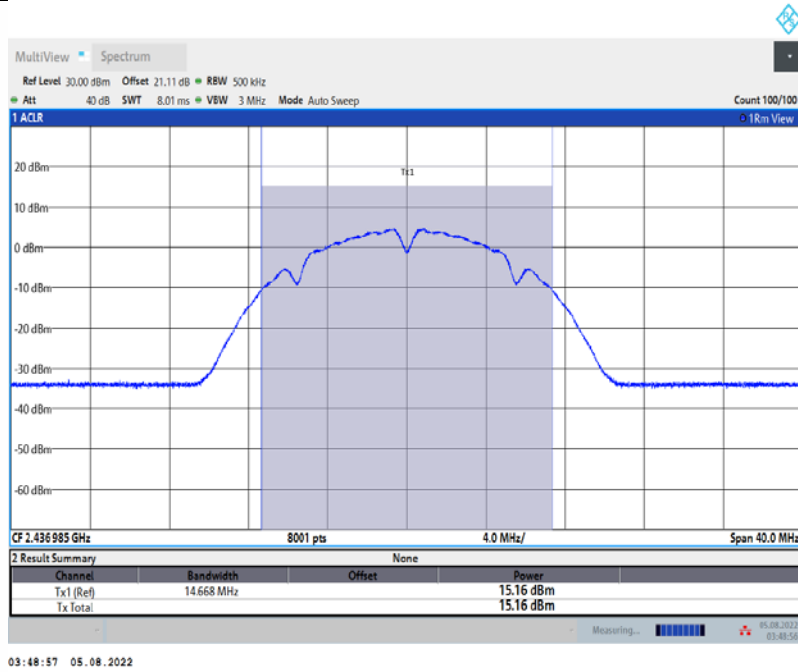 MultiView Spectrum
Ref Level 30.00 dBm Offset 21.11 dB RBW 500 kHz
Att 40 dB SWT 8.01 ms VBW 3 MHz Mode Auto Sweep Count 100/100
1 ACLR 1Rm View
Tx1
20 dBm
10 dBm
0 dBm
-10 dBm
-20 dBm
-30 dBm
-40 dBm
-50 dBm
-60 dBm
CF 2.436985 GHz 8001 pts 4.0 MHz/ Span 40.0 MHz
2 Result Summary None
Channel Bandwidth Offset Power
Tx1 (Ref) 14.668 MHz 15.16 dBm
Tx Total 15.16 dBm
Measuring... 05.08.2022
03:48:56
03:48:57 05.08.2022